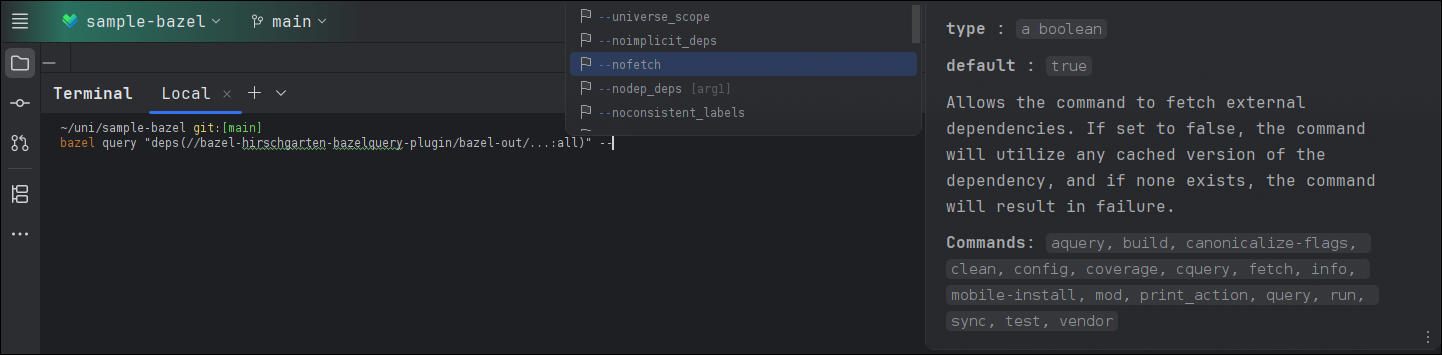 sample-bazel main
Terminal Local
~/uni/sample-bazel git:[main]
bazel query "deps(//bazel-hirschgarten-bazelquery-plugin/bazel-out/...:all)" --
--universe_scope
--noimplicit_deps
--nofetch
--nodep_deps [arg1]
--noconsistent_labels
type : a boolean
default : true
Allows the command to fetch external
dependencies. If set to false, the command
will utilize any cached version of the
dependency, and if none exists, the command
will result in failure.
Commands: aquery, build, canonicalize-flags,
clean, config, coverage, cquery, fetch, info,
mobile-install, mod, print_action, query, run,
sync, test, vendor